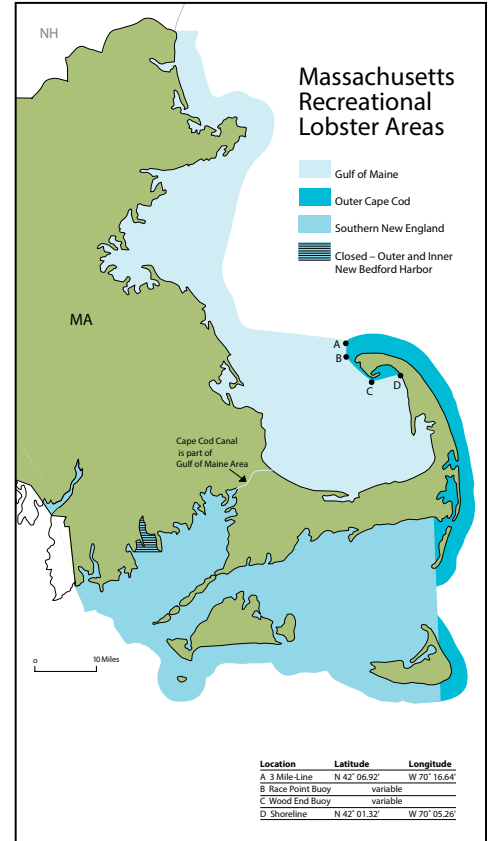 NH
Massachusetts
Recreational
Lobster Areas
Gulf of Maine
Outer Cape Cod
Southern New England
Closed – Outer and Inner
New Bedford Harbor
MA
A
B
C
D
Cape Cod Canal
is part of
Gulf of Maine Area
0 10 Miles
Location Latitude Longitude
A 3 Mile-Line N 42° 06.92' W 70° 16.64'
B Race Point Buoy variable
C Wood End Buoy variable
D Shoreline N 42° 01.32' W 70° 05.26'